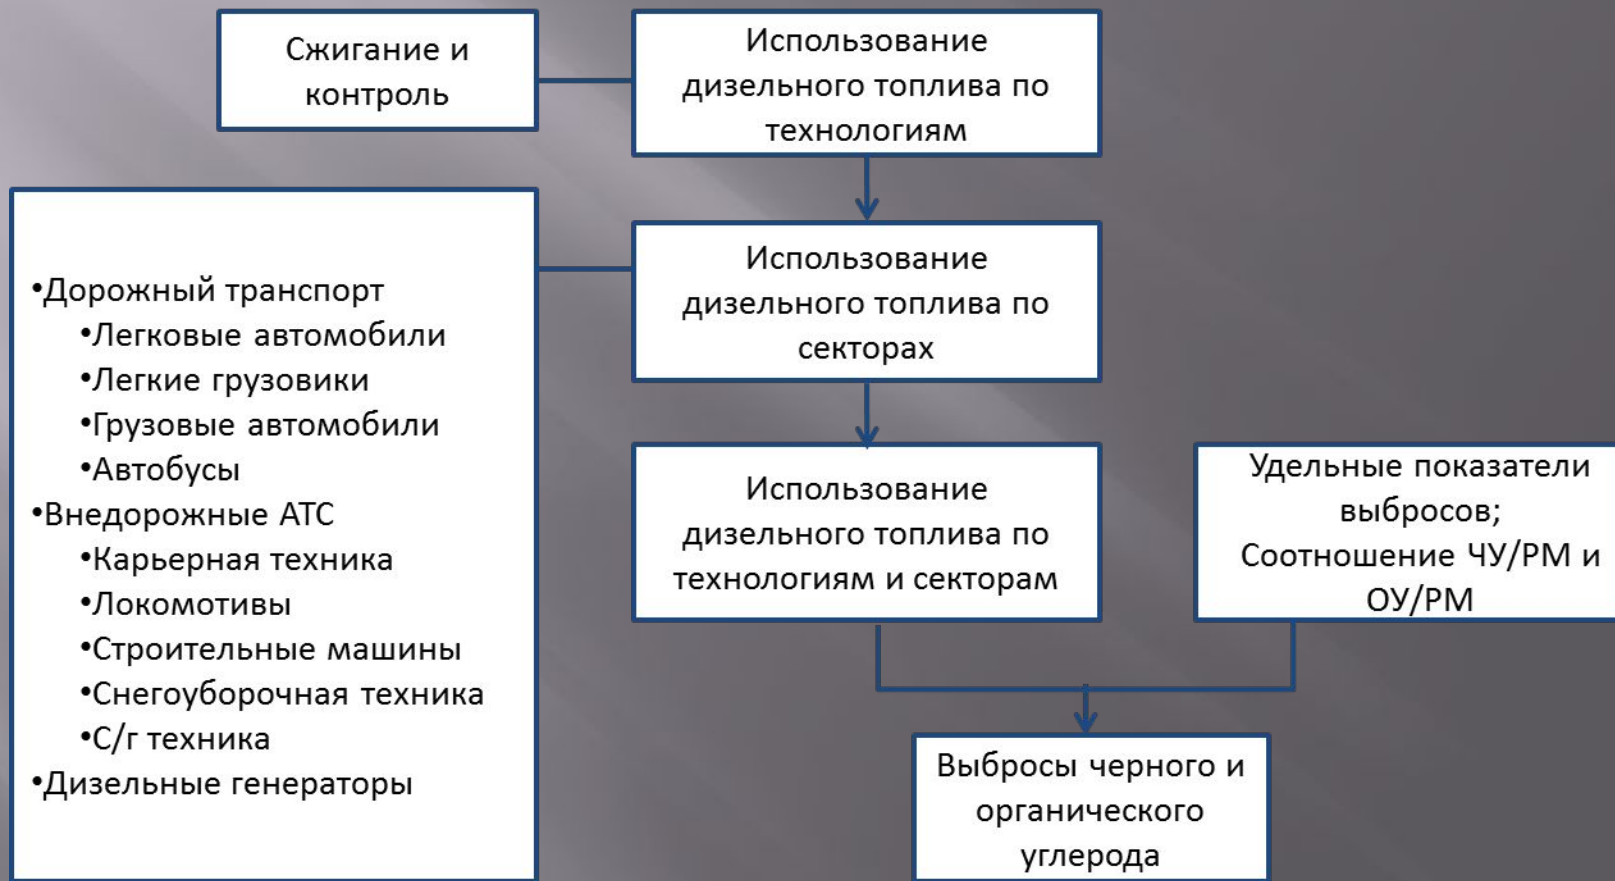 Сжигание и
контроль
Использование
дизельного топлива по
технологиям
•Дорожный транспорт
•Легковые автомобили
•Легкие грузовики
•Грузовые автомобили
•Автобусы
•Внедорожные АТС
•Карьерная техника
•Локомотивы
•Строительные машины
•Снегоуборочная техника
•С/г техника
•Дизельные генераторы
Использование
дизельного топлива по
секторах
Использование
дизельного топлива по
технологиям и секторам
Удельные показатели
выбросов;
Соотношение ЧУ/РМ и
ОУ/РМ
Выбросы черного и
органического
углерода